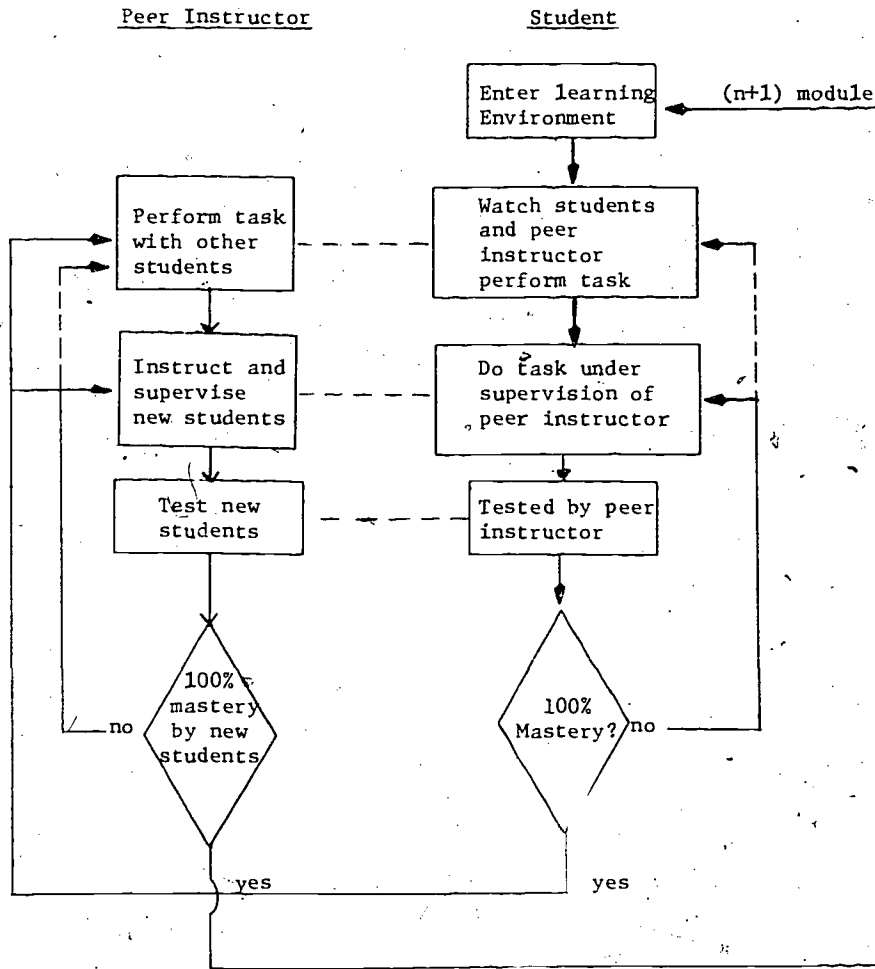 Peer Instructor
Student
Enter learning
Environment
(n+1) module
Perform task
with other
students
Watch students
and peer
instructor
perform task
Instruct and
supervise
new students
Do task under
supervision of
peer instructor
Test new
students
Tested by peer
instructor
100%
mastery
by new
students
no
100%
Mastery?
no
yes
yes